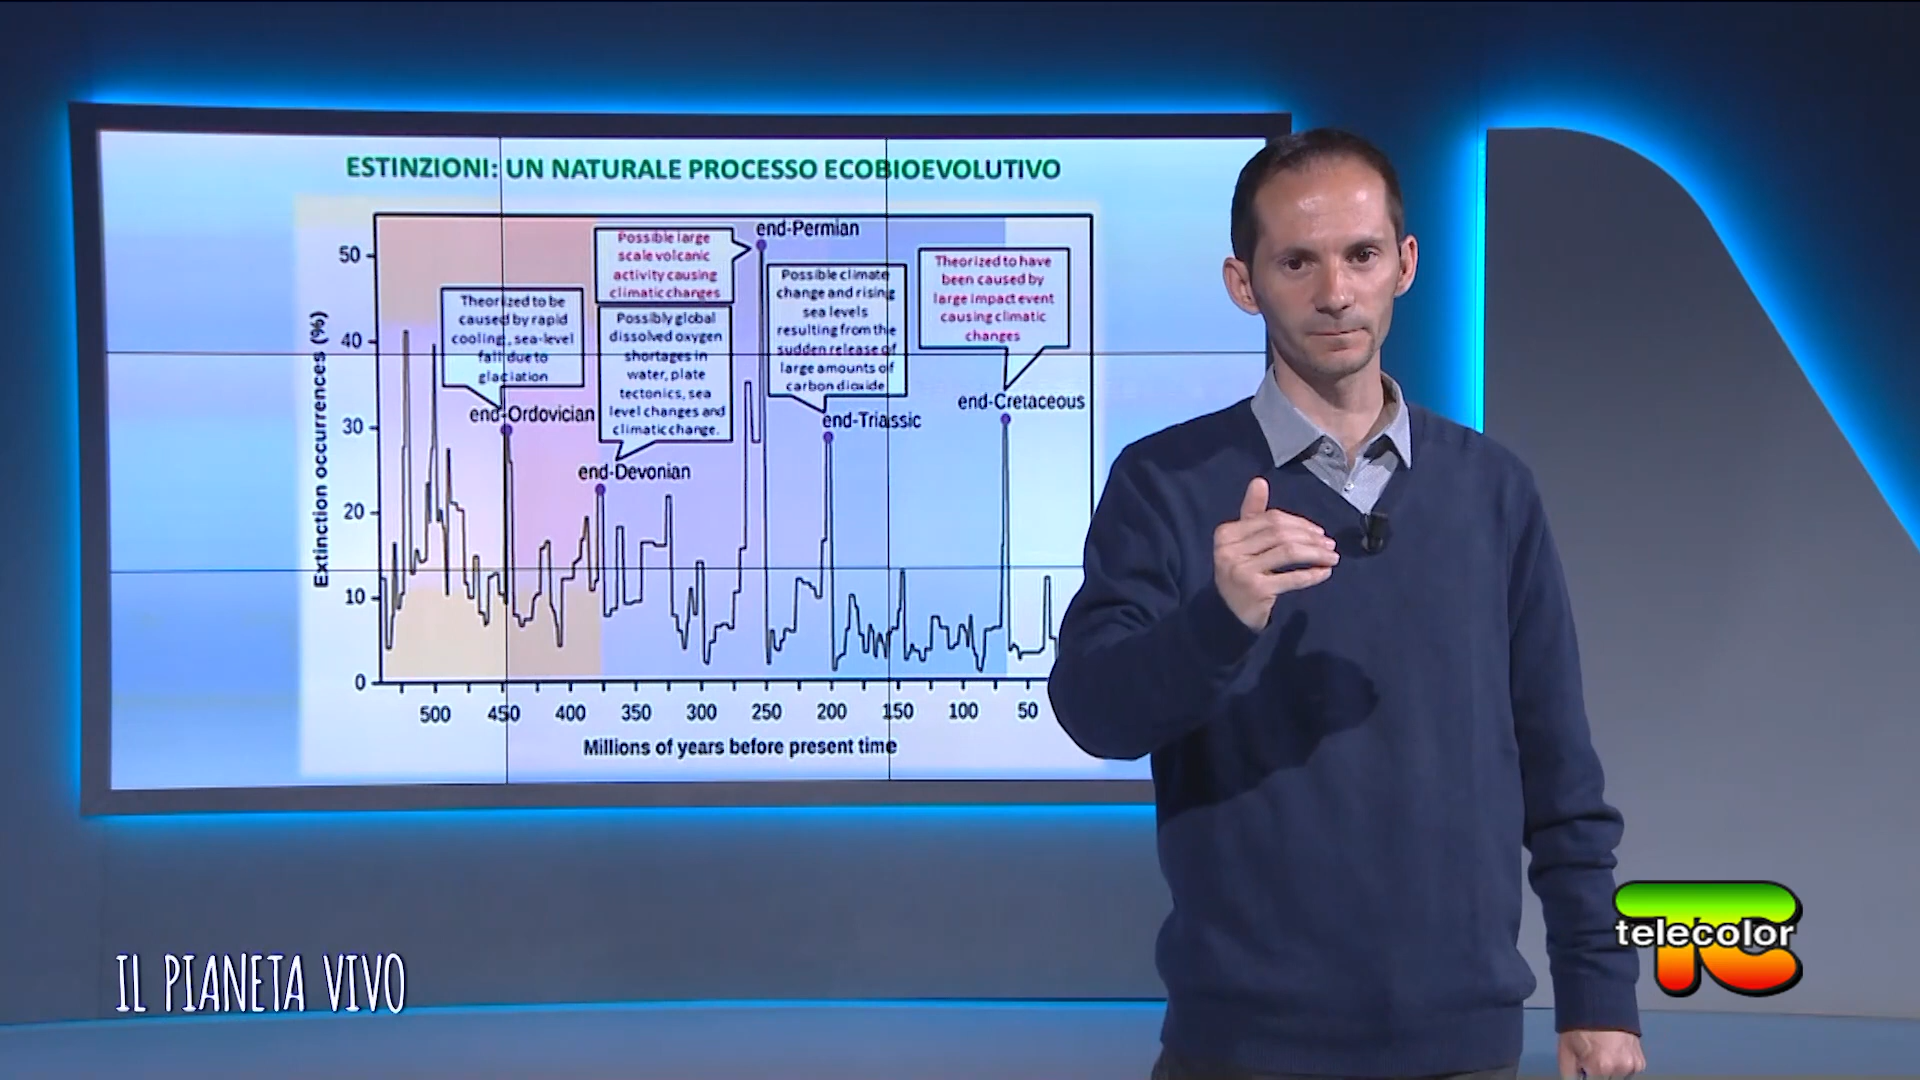 ESTINZIONI: UN NATURALE PROCESSO ECOBIOEVOLUTIVO
end-Permian
Possible large
scale volcanic
activity causing
climatic changes
Theorized to have
been caused by
large impact event
causing climatic
changes
Possible climate
change and rising
sea levels
resulting from the
sudden release of
large amounts of
carbon dioxide
Theorized to be
caused by rapid
cooling, sea-level
fall due to
glaciation
Possibly global
dissolved oxygen
shortages in
water, plate
tectonics, sea
level changes and
climatic change.
end-Ordovician
end-Devonian
end-Triassic
end-Cretaceous
Extinction occurrences (%)
50
40
30
20
10
0
500 450 400 350 300 250 200 150 100 50
Millions of years before present time
IL PIANETA VIVO
telecolor
TC